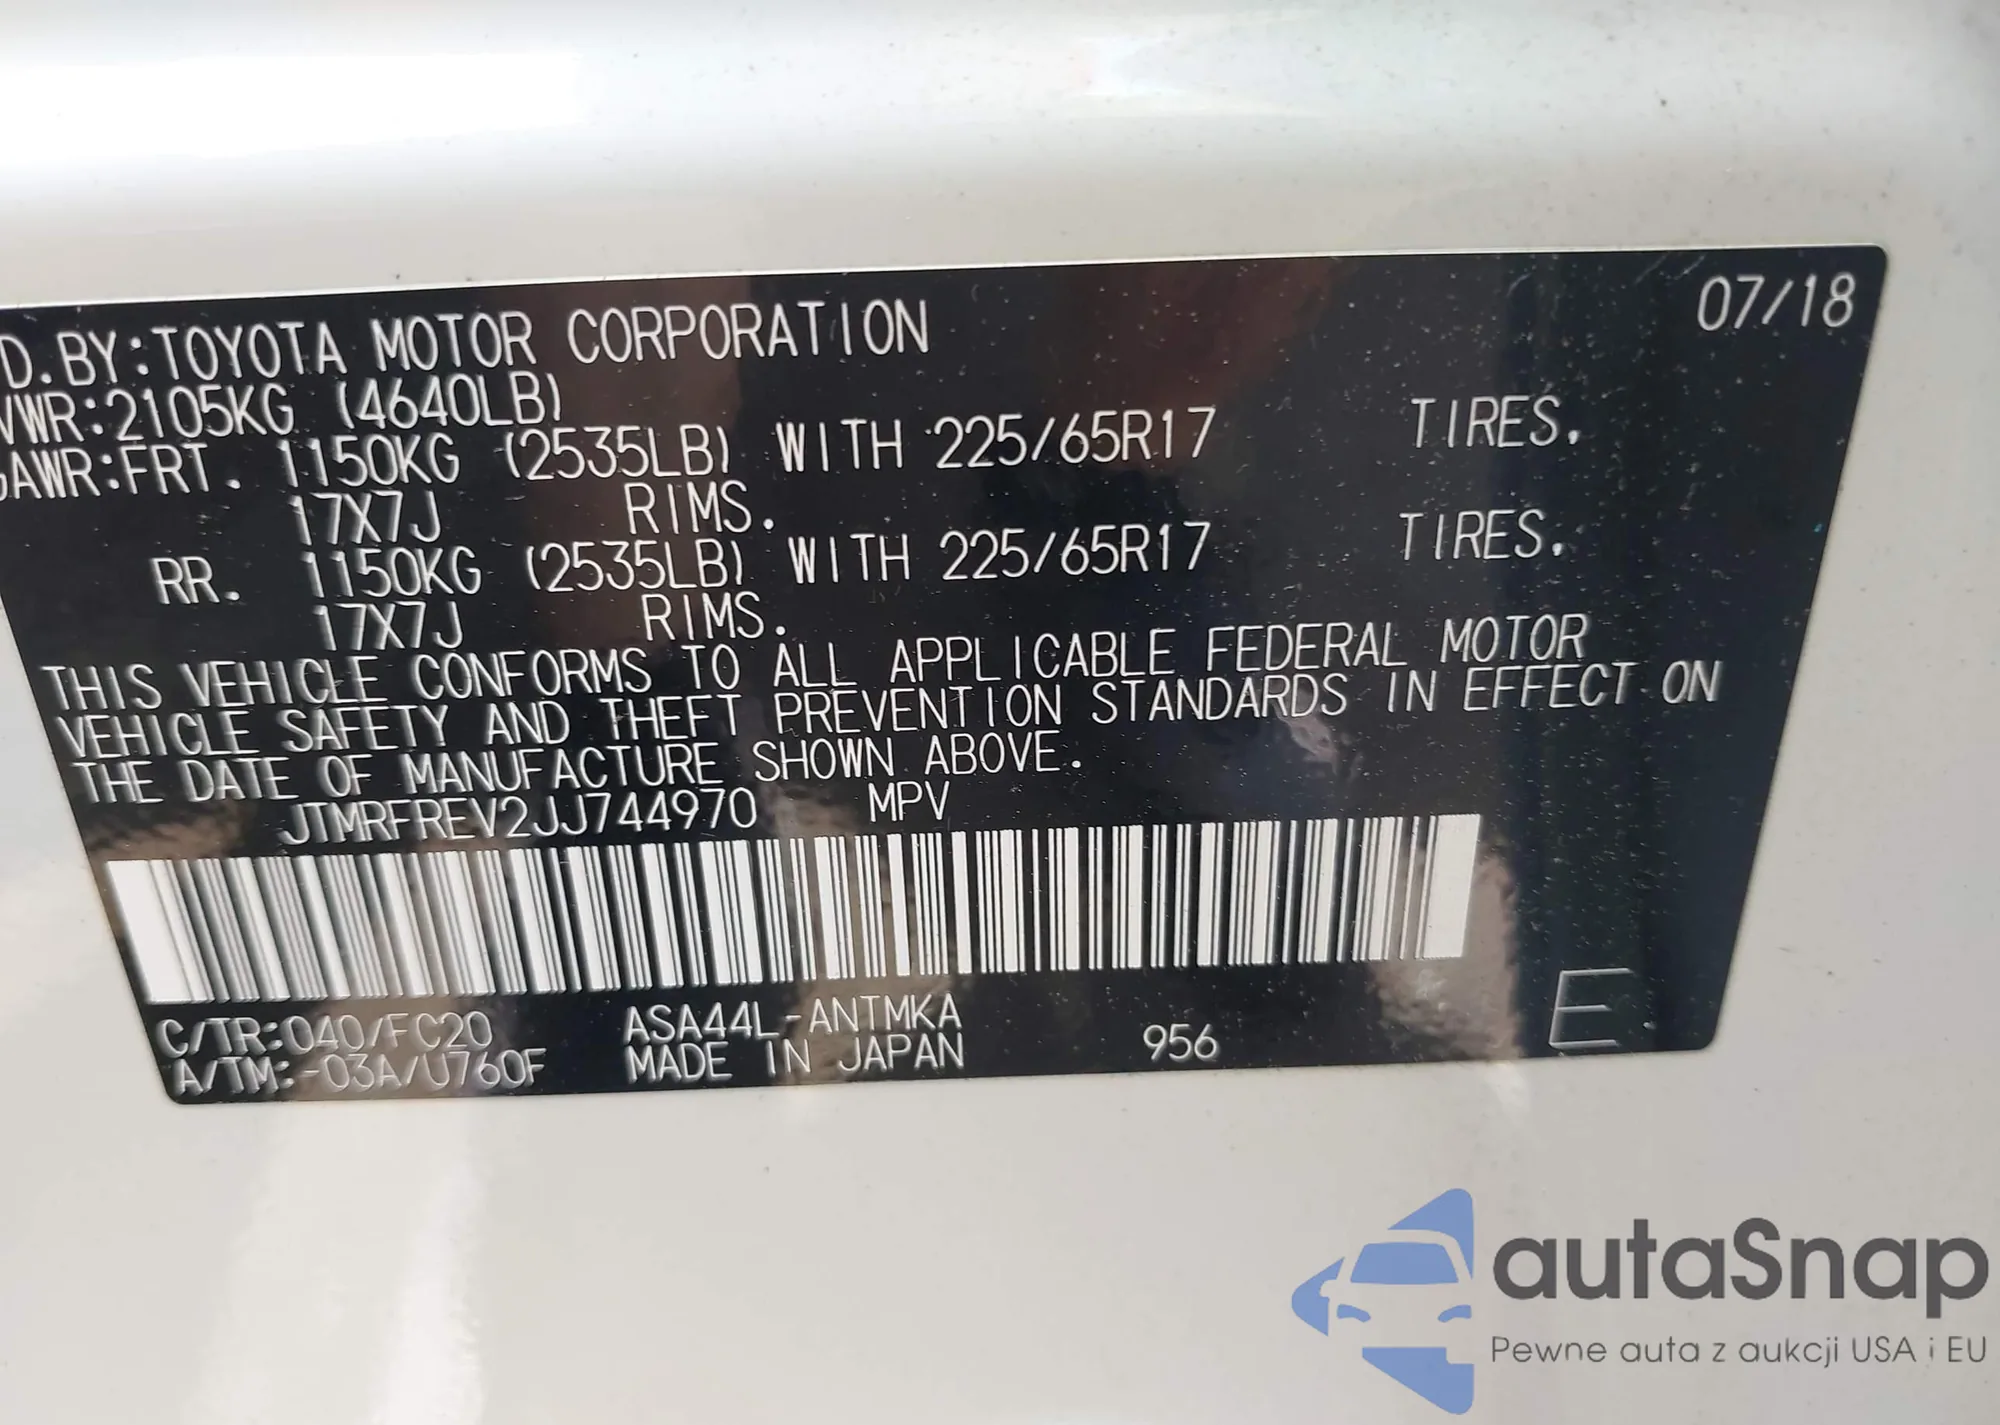 D.BY:TOYOTA MOTOR CORPORATION 07/18
VWR:2105KG (4640LB)
GAWR:FRT. 1150KG (2535LB) WITH 225/65R17 TIRES.
17X7J RIMS.
RR. 1150KG (2535LB) WITH 225/65R17 TIRES.
17X7J RIMS.
THIS VEHICLE CONFORMS TO ALL APPLICABLE FEDERAL MOTOR
VEHICLE SAFETY AND THEFT PREVENTION STANDARDS IN EFFECT ON
THE DATE OF MANUFACTURE SHOWN ABOVE.
JTMRFREV2JJ744970 MPV
C/TR:040/FC20 ASA44L-ANTMKA
A/TM:-03A/U760F MADE IN JAPAN 956 E
autaSnap
Pewne auta z aukcji USA i EU